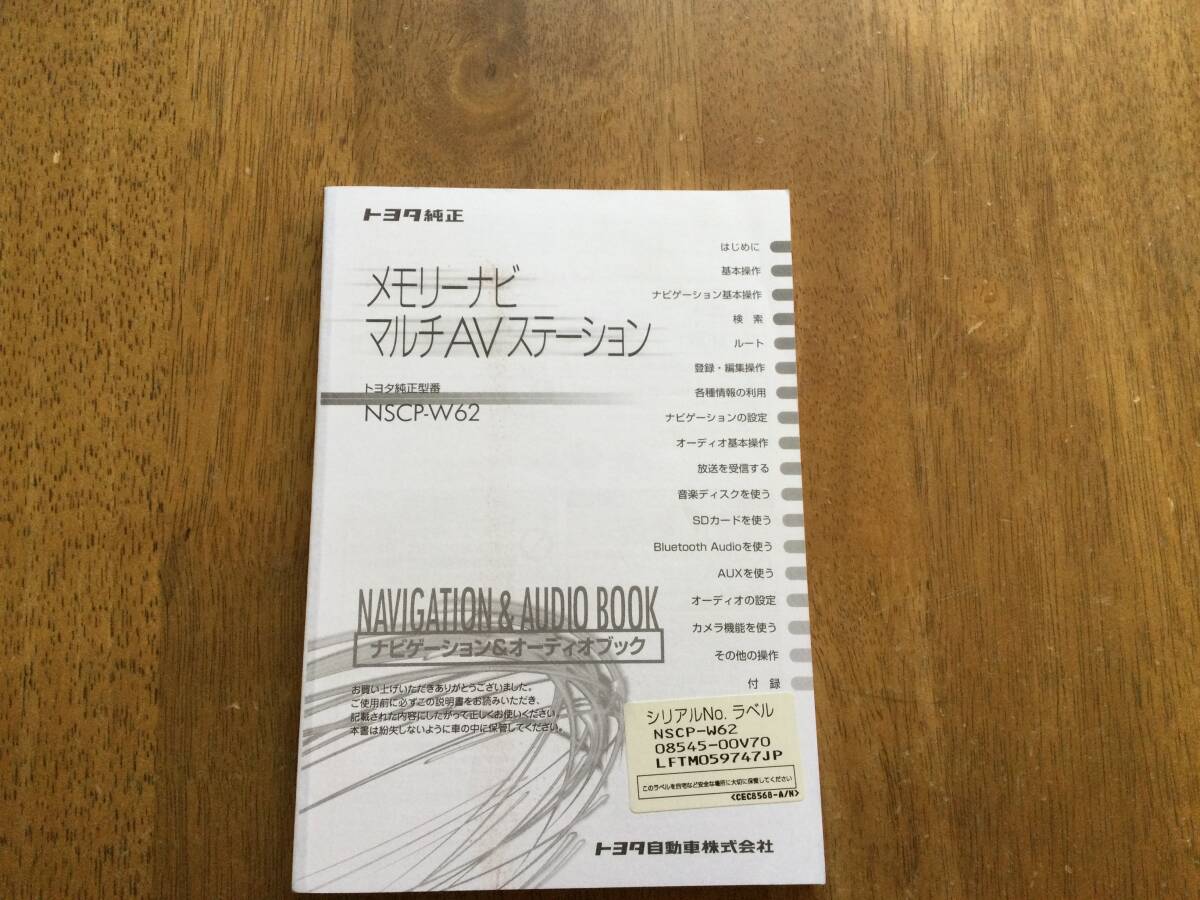 トヨタ純正
メモリーナビ
マルチAVステーション
トヨタ純正型番
NSCP-W62
はじめに
基本操作
ナビゲーション基本操作
検 索
ルート
登録・編集操作
各種情報の利用
ナビゲーションの設定
オーディオ基本操作
放送を受信する
音楽ディスクを使う
SDカードを使う
Bluetooth Audioを使う
AUXを使う
オーディオの設定
カメラ機能を使う
その他の操作
付 録
NAVIGATION & AUDIO BOOK
ナビゲーション&オーディオブック
お買い上げいただきありがとうございました。
ご使用前に必ずこの説明書をお読みいただき、
記載された内容にしたがって正しくお使いください。
本書は紛失しないように車の中に保管してください。
シリアルNo. ラベル
NSCP-W62
08545-00V70
LFTM059747JP
このラベルを自宅など安全な場所に大切に保管してください
<CEC8568-A/N>
トヨタ自動車株式会社